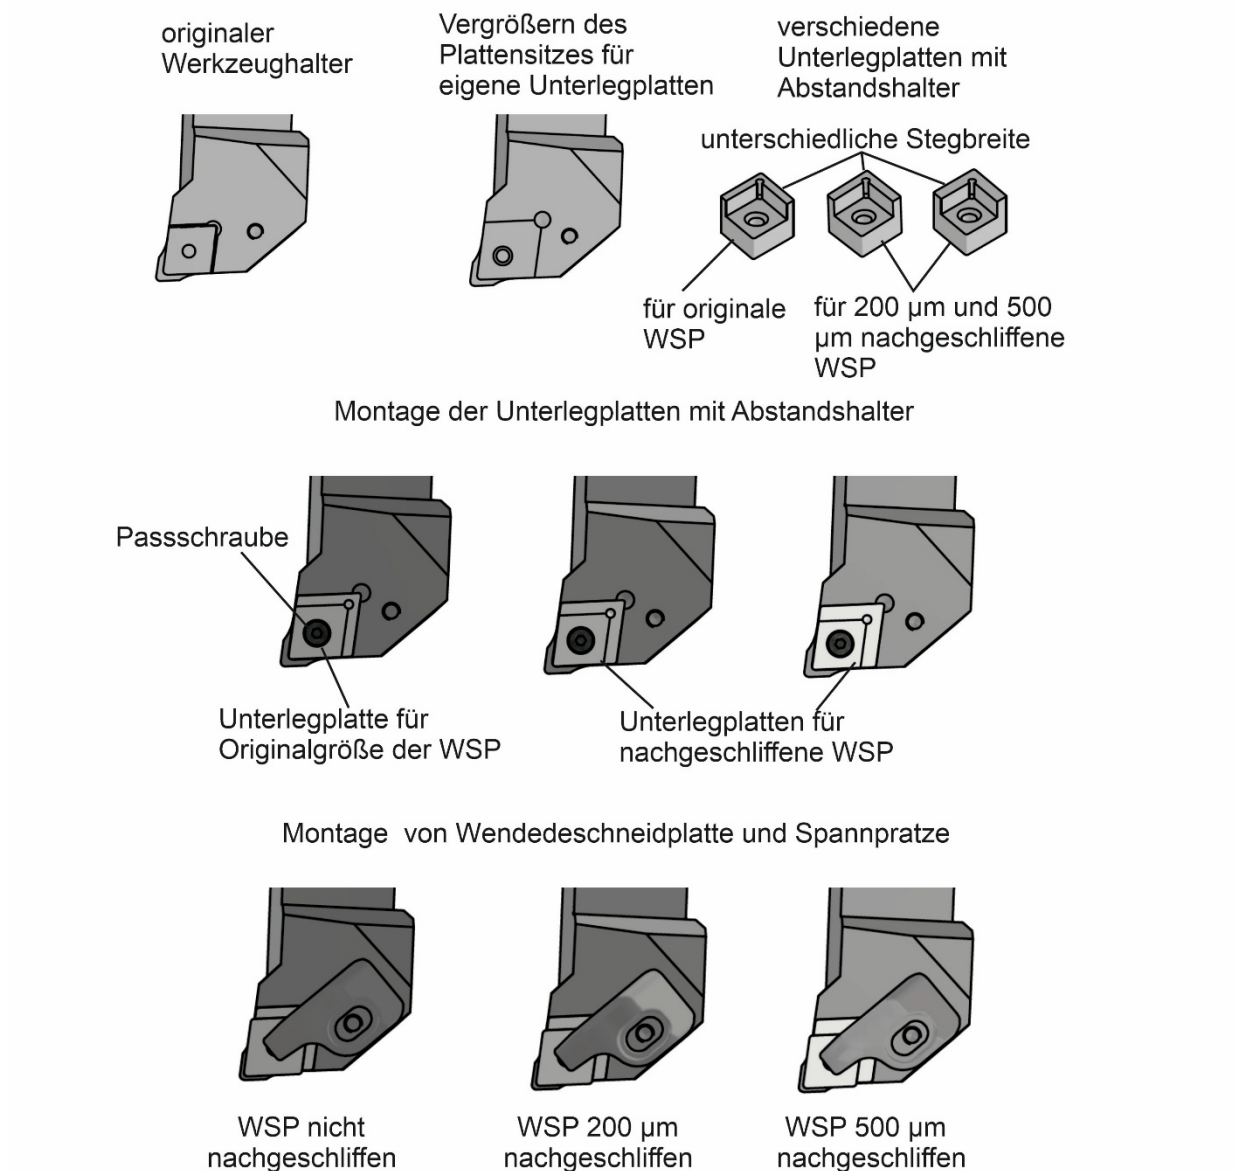 originaler
Werkzeughalter
Vergrößern des
Plattensitzes für
eigene Unterlegplatten
verschiedene
Unterlegplatten mit
Abstandshalter
unterschiedliche Stegbreite
für originale
WSP
für 200 µm und 500
µm nachgeschliffene
WSP
Montage der Unterlegplatten mit Abstandshalter
Passschraube
Unterlegplatte für
Originalgröße der WSP
Unterlegplatten für
nachgeschliffene WSP
Montage von Wendedeschneidplatte und Spannpratze
WSP nicht
nachgeschliffen
WSP 200 µm
nachgeschliffen
WSP 500 µm
nachgeschliffen